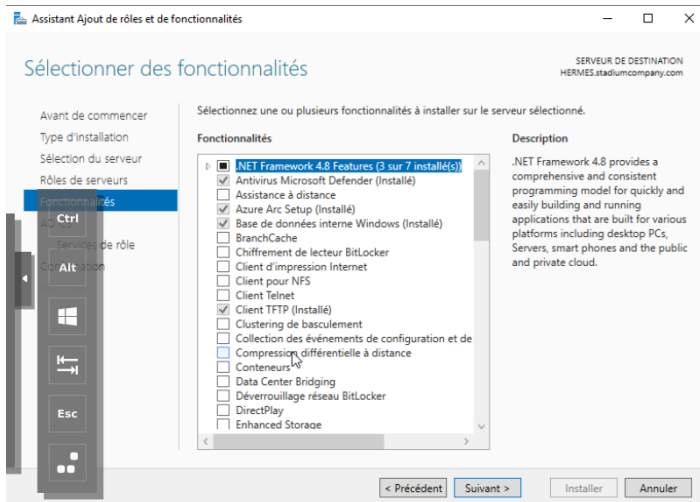 Assistant Ajout de rôles et de fonctionnalités
Sélectionner des fonctionnalités
SERVEUR DE DESTINATION
HERMES.stadiumcompany.com
Avant de commencer
Type d'installation
Sélection du serveur
Rôles de serveurs
Fonctionnalités
Services de rôle
Ctrl
Alt
Esc
Sélectionnez une ou plusieurs fonctionnalités à installer sur le serveur sélectionné.
Fonctionnalités
.NET Framework 4.8 Features (3 sur 7 installé(s))
Antivirus Microsoft Defender (Installé)
Assistance à distance
Azure Arc Setup (Installé)
Base de données interne Windows (Installé)
BranchCache
Chiffrement de lecteur BitLocker
Client d'impression Internet
Client pour NFS
Client Telnet
Client TFTP (Installé)
Clustering de basculement
Collection des événements de configuration et de
Compression différentielle à distance
Conteneurs
Data Center Bridging
Déverrouillage réseau BitLocker
DirectPlay
Enhanced Storage
Description
.NET Framework 4.8 provides a
comprehensive and consistent
programming model for quickly and
easily building and running
applications that are built for various
platforms including desktop PCs,
Servers, smart phones and the public
and private cloud.
< Précédent
Suivant >
Installer
Annuler